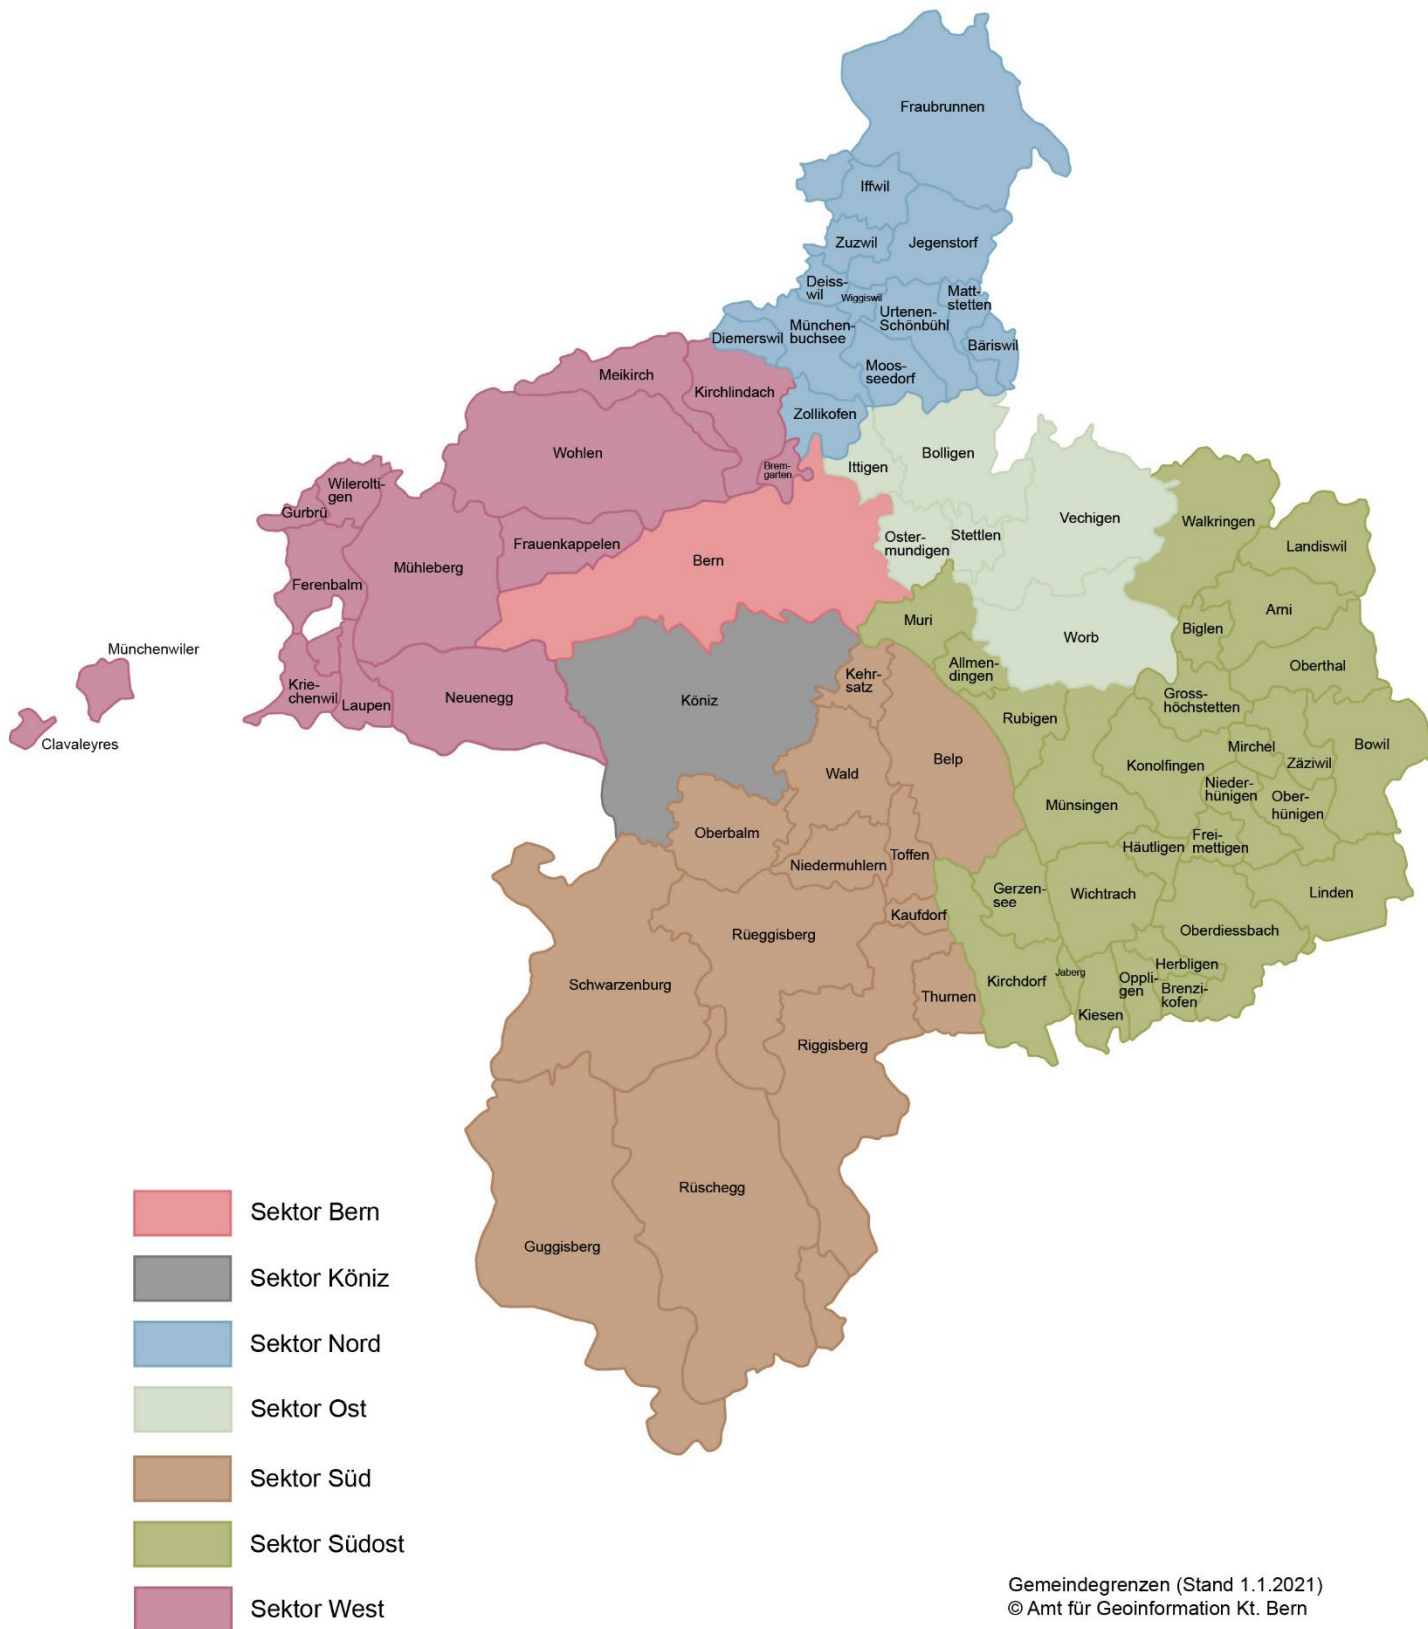 Fraubrunnen
Iffwil
Zuzwil
Jegenstorf
Deiss-
wil
Wiggiswil
Matt-
stetten
Urtenen-
Schönbühl
München-
buchsee
Diemerswil
Bäriswil
Moos-
seedorf
Zollikofen
Meikirch
Kirchlindach
Wohlen
Brem-
garten
Ittigen
Bolligen
Wilerolti-
gen
Gurbrü
Frauenkappelen
Mühleberg
Ferenbalm
Bern
Oster-
mundigen
Stettlen
Vechigen
Walkringen
Landiswil
Arni
Biglen
Muri
Worb
Oberthal
Allmen-
dingen
Münchenwiler
Clavaleyres
Krie-
chenwil
Laupen
Neuenegg
Köniz
Kehr-
satz
Gross-
höchstetten
Rubigen
Belp
Wald
Konolfingen
Mirchel
Zäziwil
Bowil
Münsingen
Nieder-
hünigen
Ober-
hünigen
Oberbalm
Niedermuhlern
Toffen
Häutligen
Frei-
mettigen
Gerzen-
see
Wichtrach
Linden
Kaufdorf
Rüeggisberg
Oberdiessbach
Schwarzenburg
Thurnen
Kirchdorf
Jaberg
Kiesen
Oppli-
gen
Herbligen
Brenzi-
kofen
Riggisberg
Rüschegg
Guggisberg
Sektor Bern
Sektor Köniz
Sektor Nord
Sektor Ost
Sektor Süd
Sektor Südost
Sektor West
Gemeindegrenzen (Stand 1.1.2021)
© Amt für Geoinformation Kt. Bern